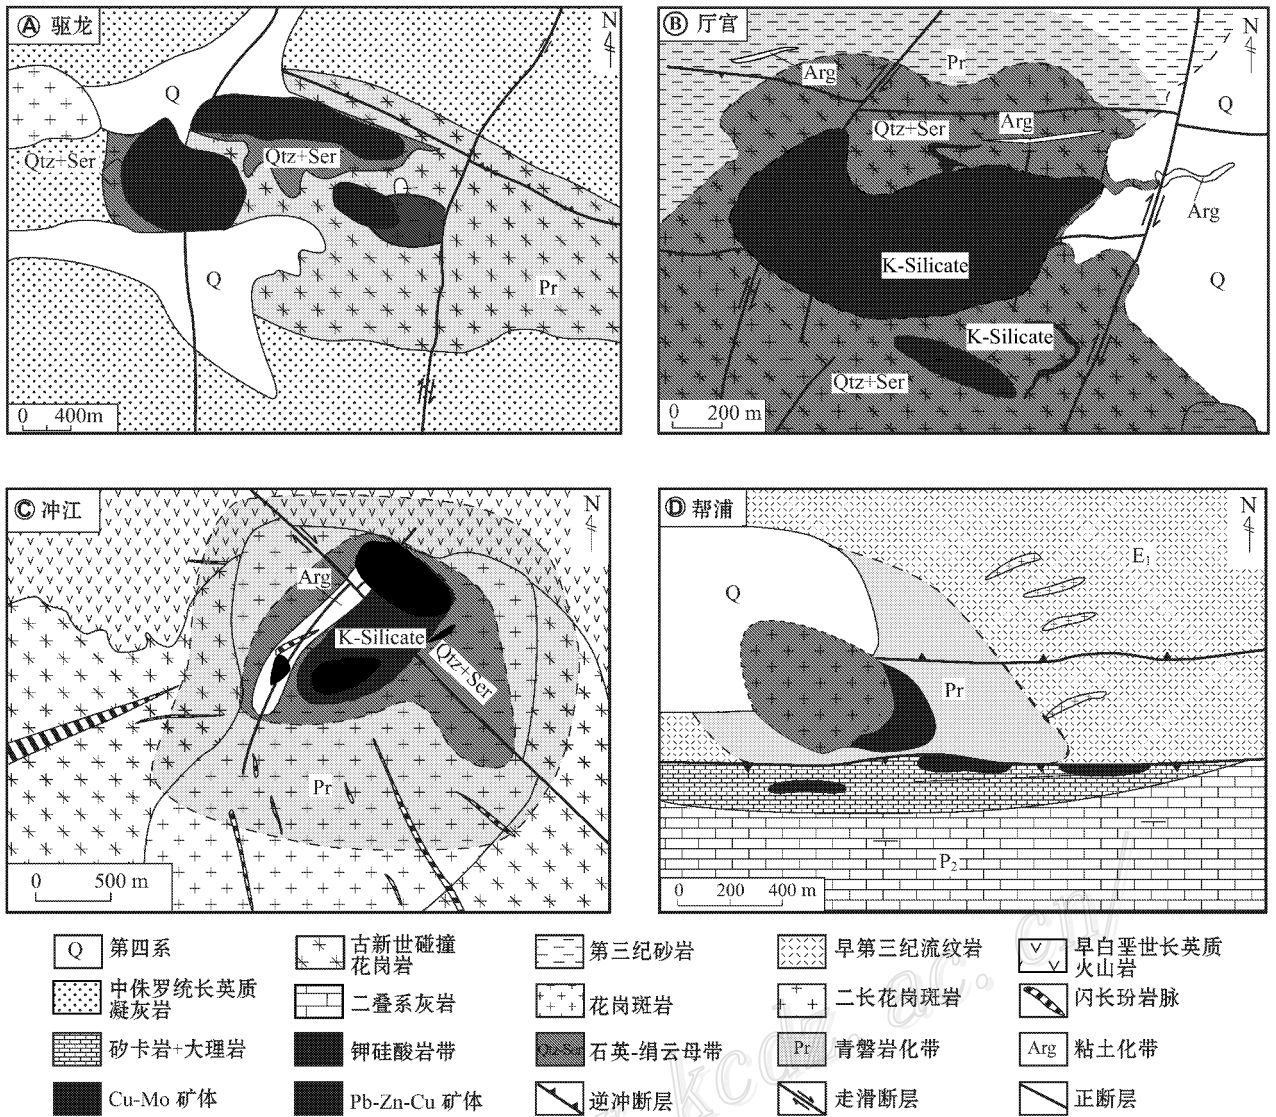 A 驱龙
N
Q
Qtz+Ser
Qtz+Ser
Q
Pr
0 400m
B 厅宫
N
Pr
Arg
Q
Qtz+Ser
Arg
Arg
K-Silicate
Q
K-Silicate
Qtz+Ser
0 200 m
C 冲江
N
Arg
K-Silicate
Qtz+Ser
Pr
0 500 m
D 帮浦
N
E₁
Q
Pr
P₂
0 200 400 m
Q 第四系
古新世碰撞
花岗岩
第三纪砂岩
早第三纪流纹岩
早白垩世长英质
火山岩
中侏罗统长英质
凝灰岩
二叠系灰岩
花岗斑岩
二长花岗斑岩
闪长玢岩脉
矽卡岩+大理岩
钾硅酸岩带
Qtz-Ser 石英-绢云母带
Pr 青磐岩化带
Arg 粘土化带
Cu-Mo 矿体
Pb-Zn-Cu 矿体
逆冲断层
走滑断层
正断层
kcdz.ac.cn/